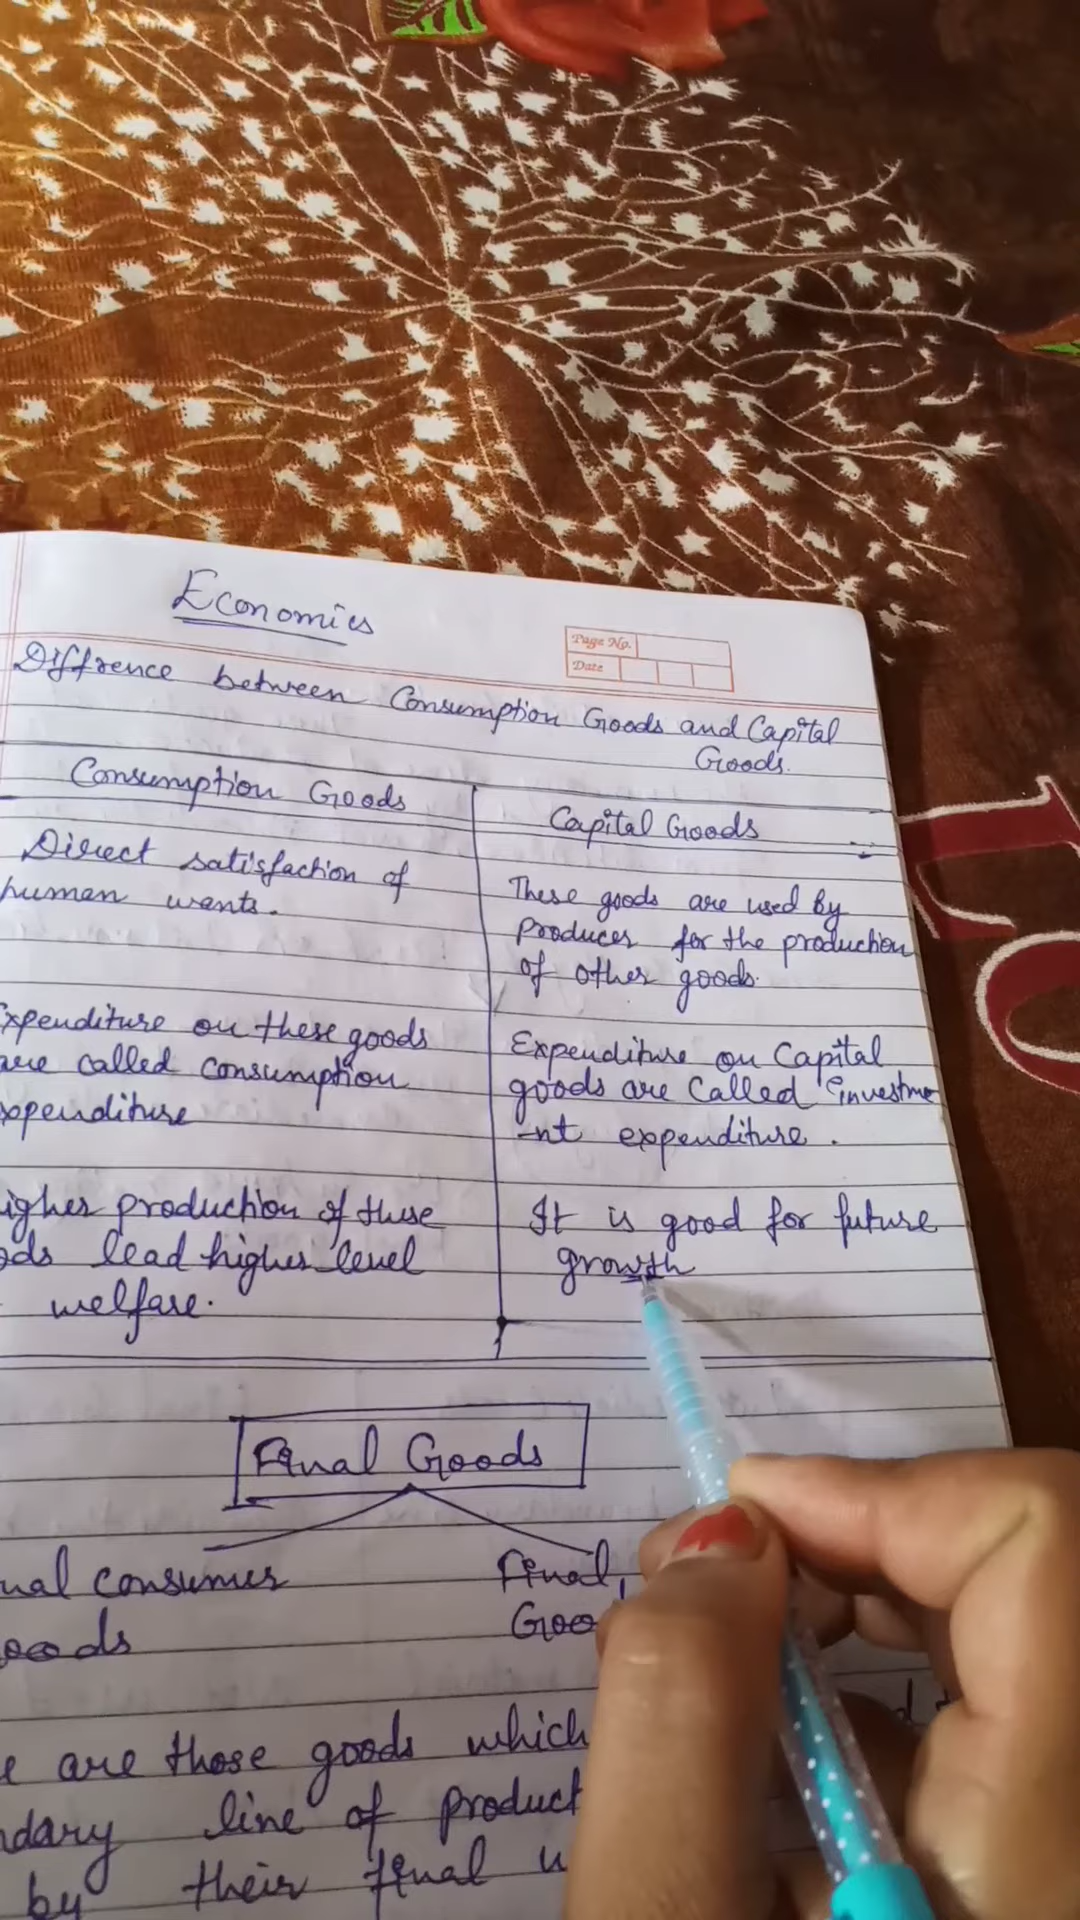 Economics
Page No.
Date
Diffrence between Consumption Goods and Capital
Goods.
Consumption Goods
Capital Goods
Direct satisfaction of
human wants.
These goods are used by
producer for the production
of other goods.
Expenditure on these goods
are called consumption
expenditure
Expenditure on Capital
goods are called investme
-nt expenditure.
higher production of these
goods lead higher level
welfare.
It is good for future
growth
Final Goods
consumer
Final
are those goods which
line of product
by their final u